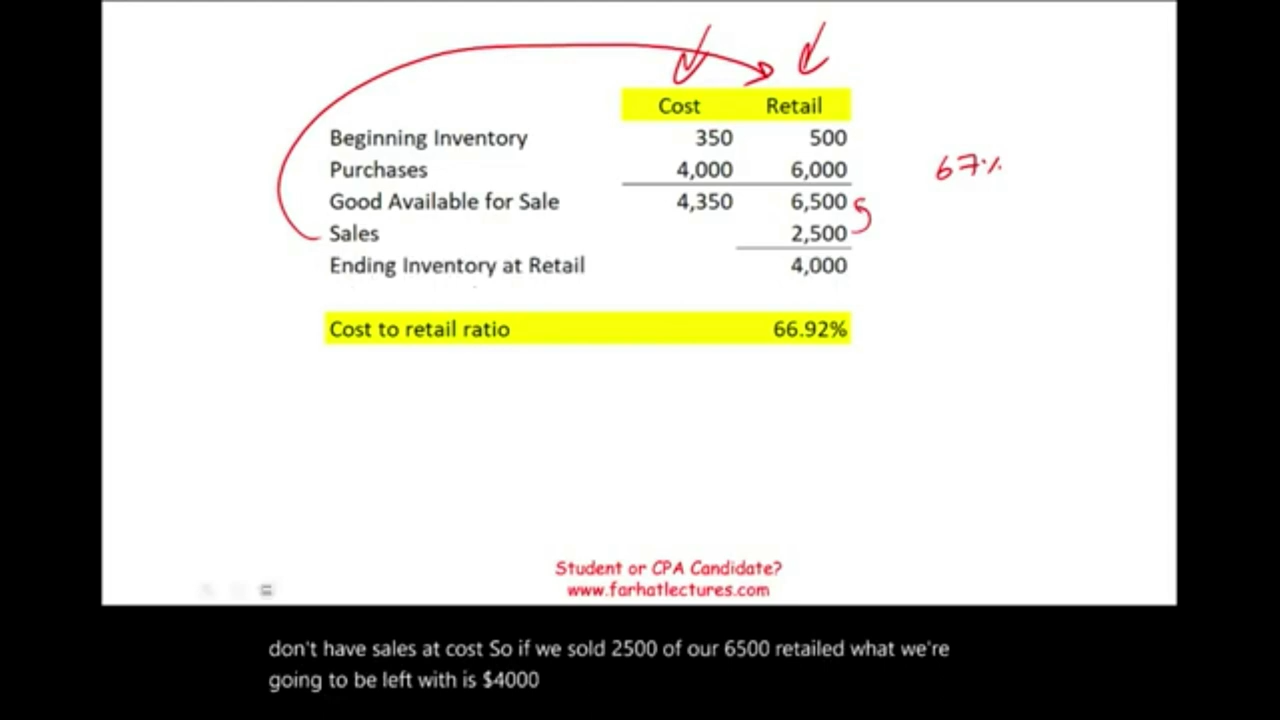 Cost Retail
Beginning Inventory 350 500
Purchases 4,000 6,000 67%
Good Available for Sale 4,350 6,500
Sales 2,500
Ending Inventory at Retail 4,000
Cost to retail ratio 66.92%
Student or CPA Candidate?
www.farhatlectures.com
don't have sales at cost So if we sold 2500 of our 6500 retailed what we're
going to be left with is $4000